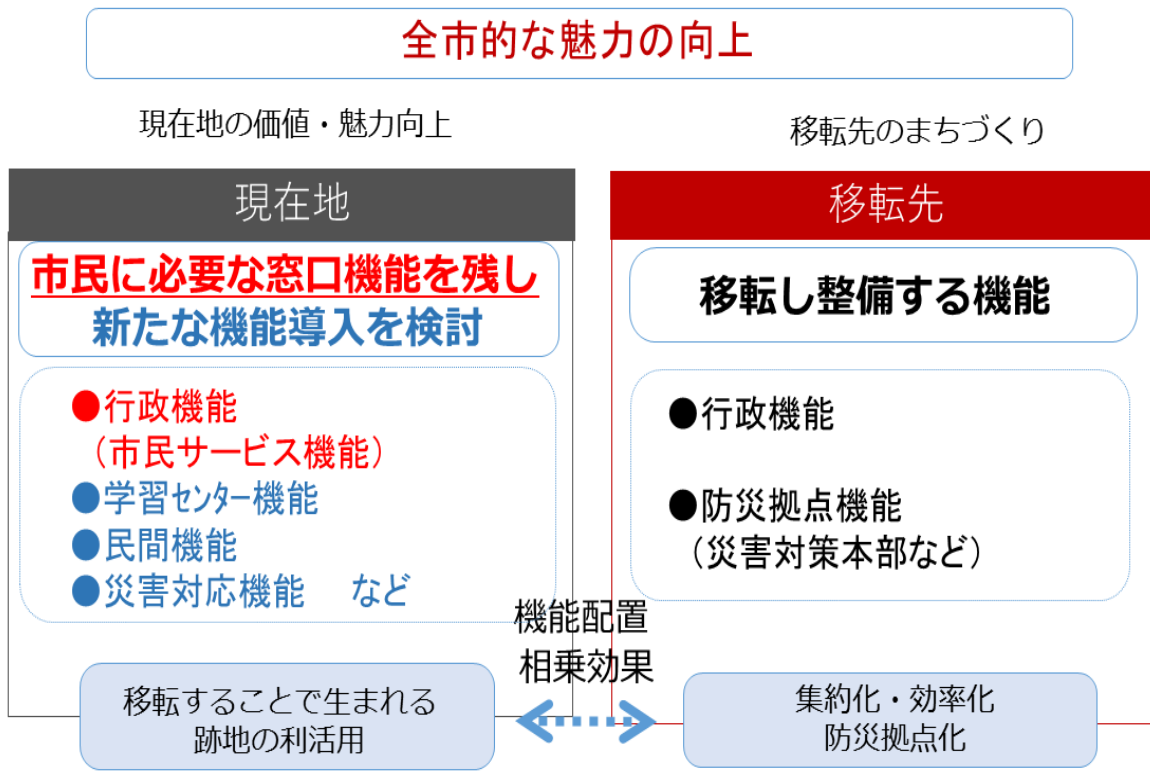 全市的な魅力の向上
現在地の価値・魅力向上
移転先のまちづくり
現在地
市民に必要な窓口機能を残し
新たな機能導入を検討
●行政機能
（市民サービス機能）
●学習センター機能
●民間機能
●災害対応機能　など
移転することで生まれる
跡地の利活用
移転先
移転し整備する機能
●行政機能
●防災拠点機能
（災害対策本部など）
機能配置
相乗効果
集約化・効率化
防災拠点化